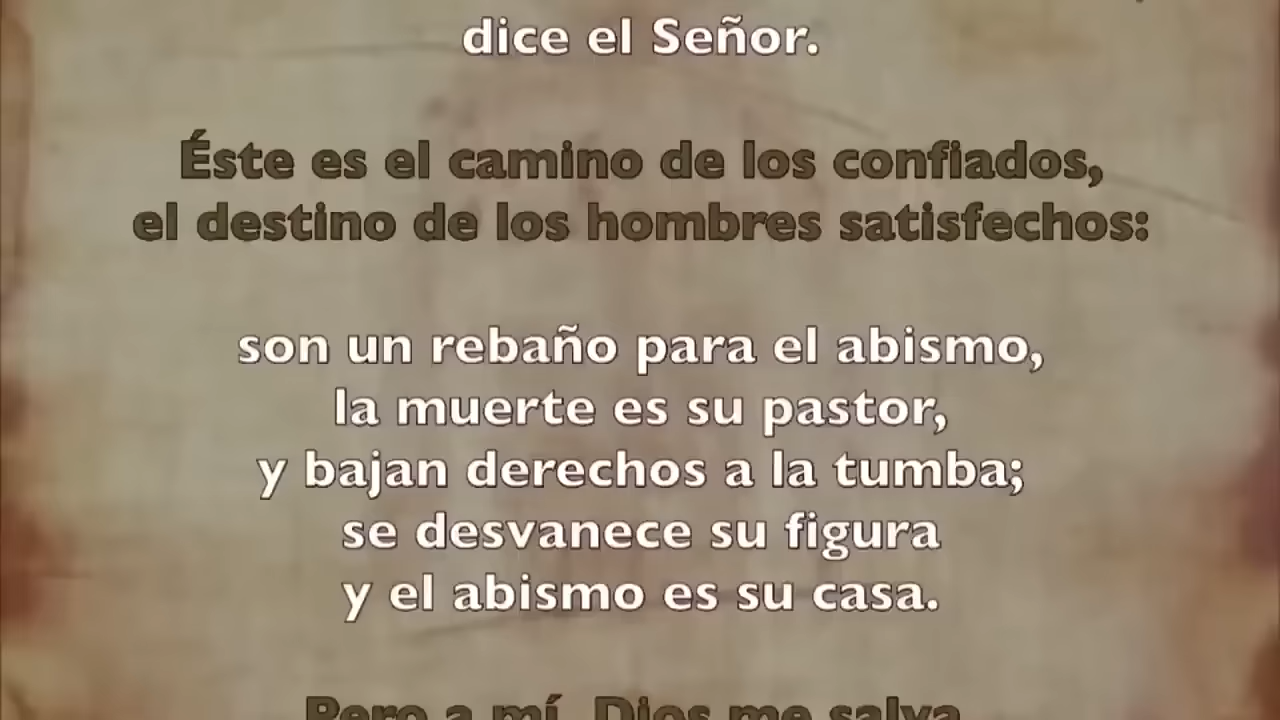 dice el Señor.
Éste es el camino de los confiados,
el destino de los hombres satisfechos:
son un rebaño para el abismo,
la muerte es su pastor,
y bajan derechos a la tumba;
se desvanece su figura
y el abismo es su casa.
Pero a mí, Dios me salva